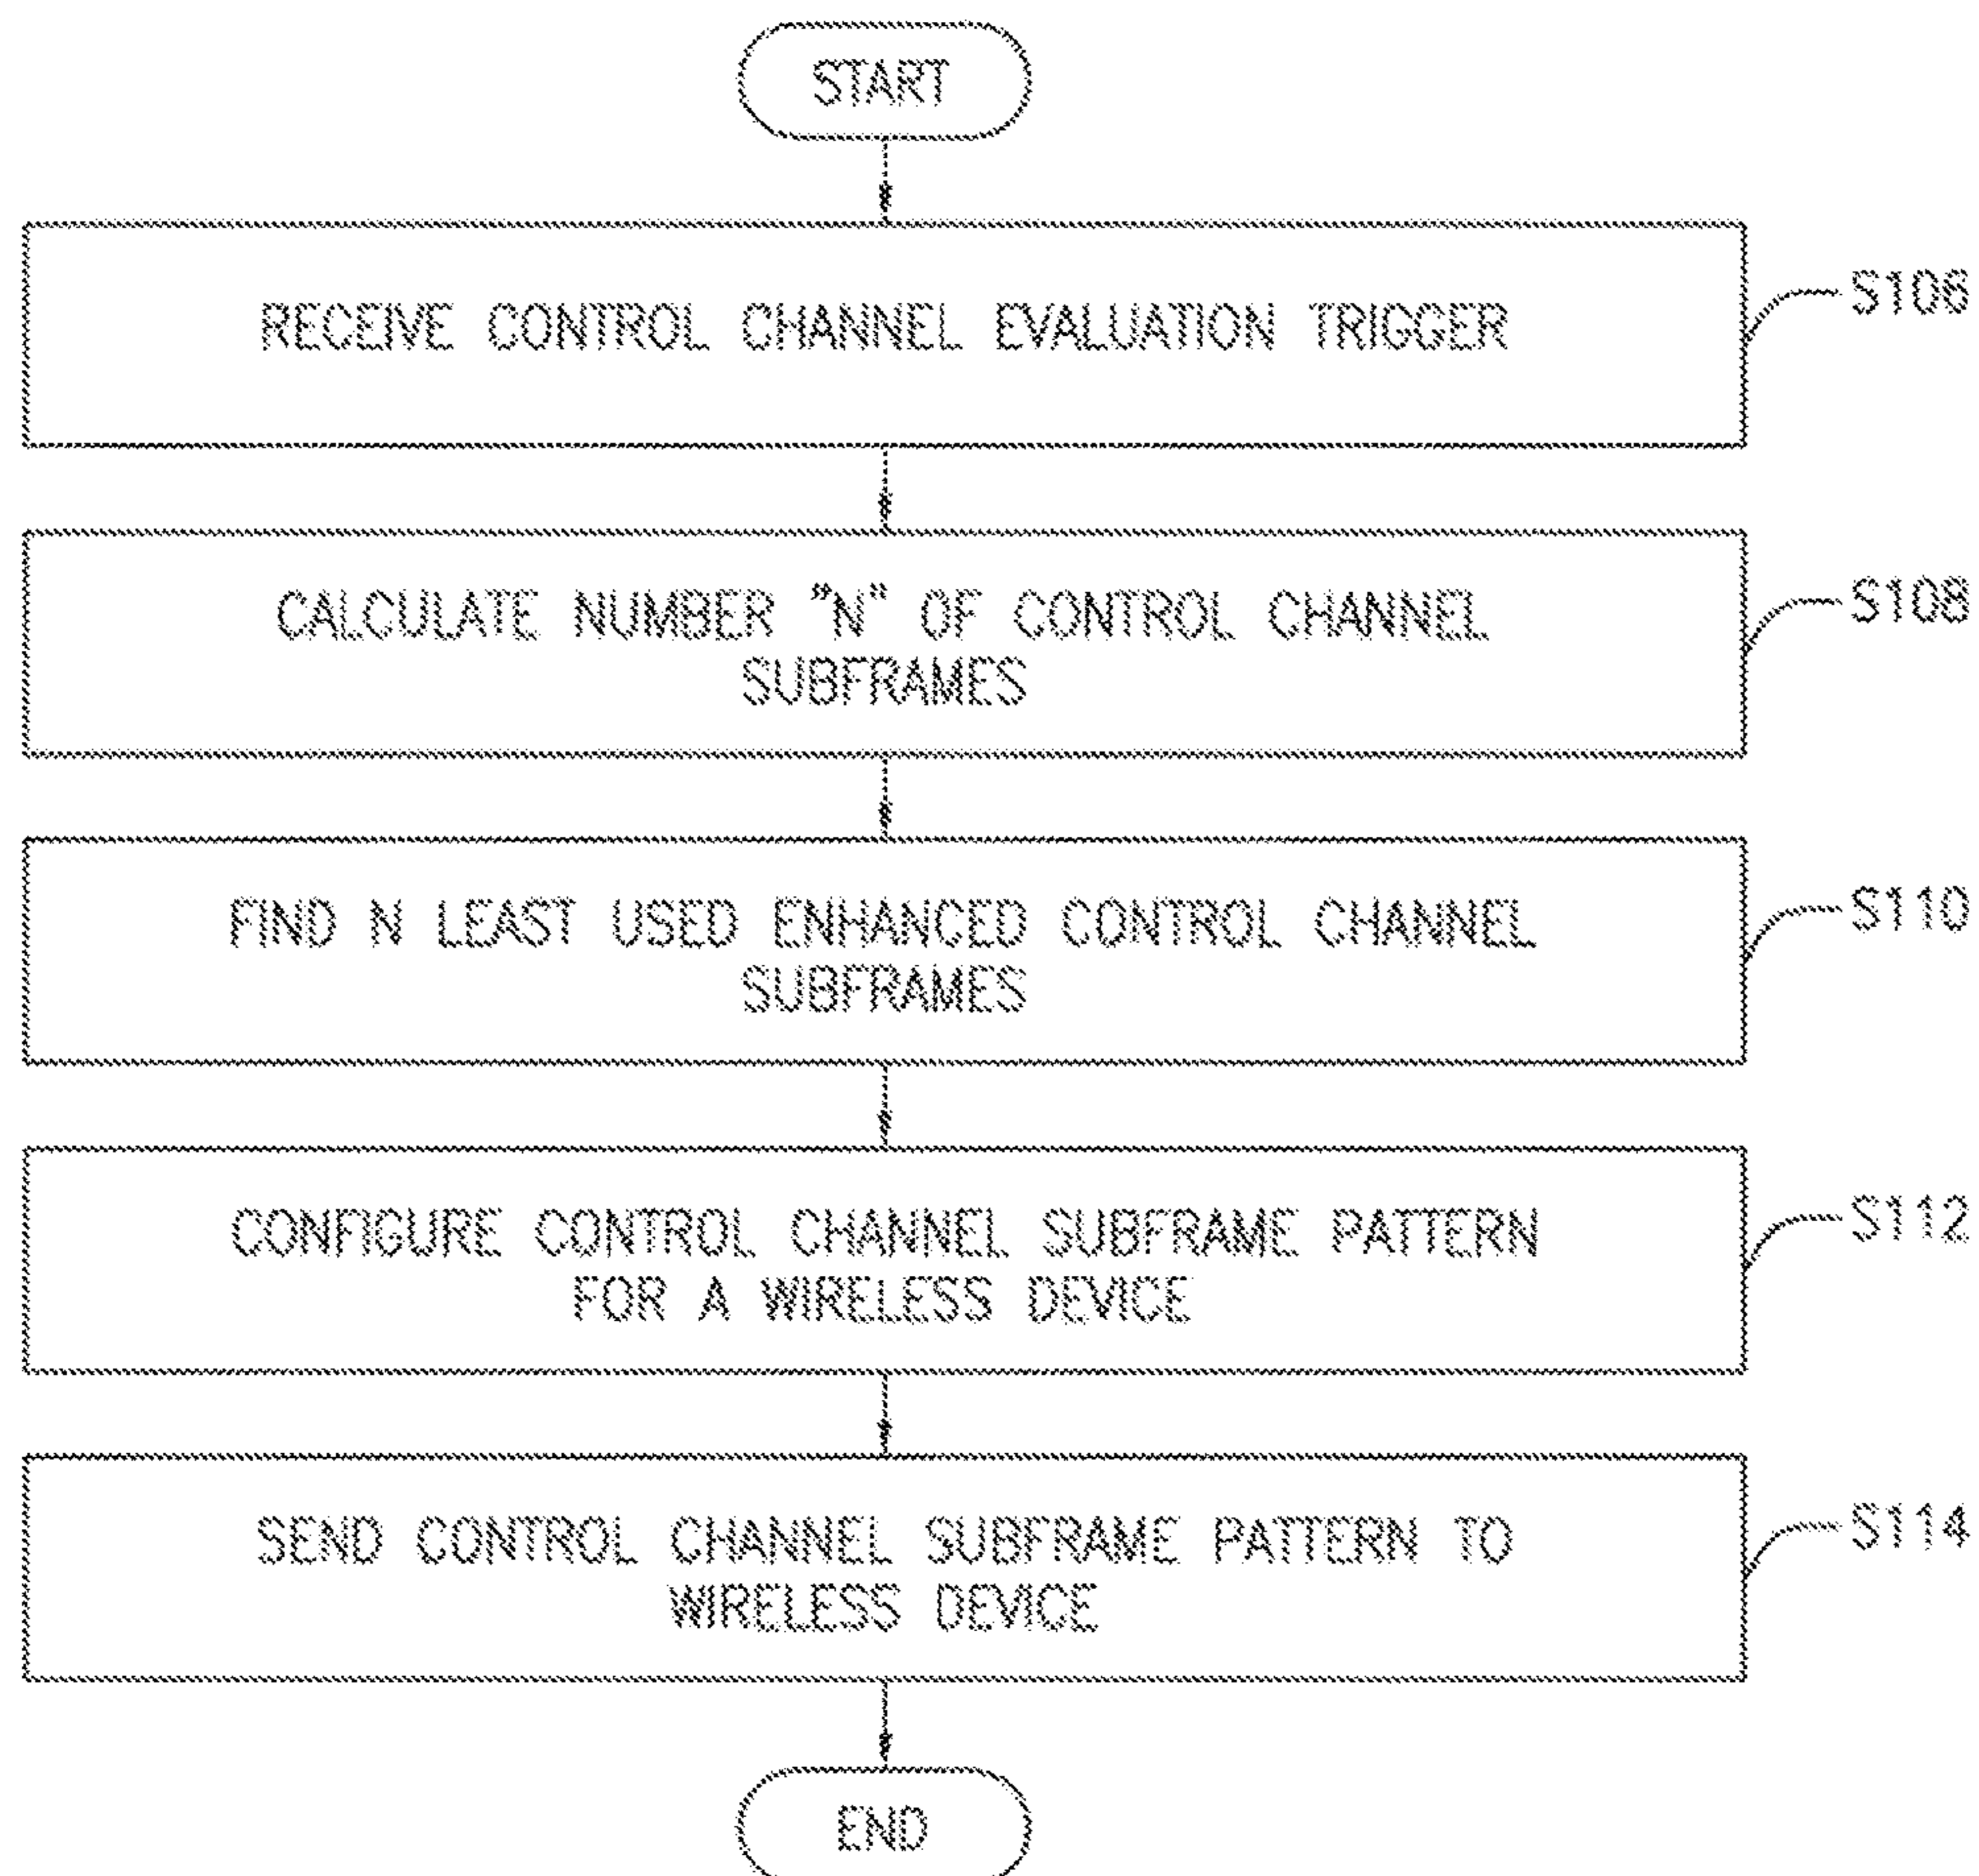 START
RECEIVE CONTROL CHANNEL EVALUATION TRIGGER
S106
CALCULATE NUMBER "N" OF CONTROL CHANNEL
SUBFRAMES
S108
FIND N LEAST USED ENHANCED CONTROL CHANNEL
SUBFRAMES
S110
CONFIGURE CONTROL CHANNEL SUBFRAME PATTERN
FOR A WIRELESS DEVICE
S112
SEND CONTROL CHANNEL SUBFRAME PATTERN TO
WIRELESS DEVICE
S114
END